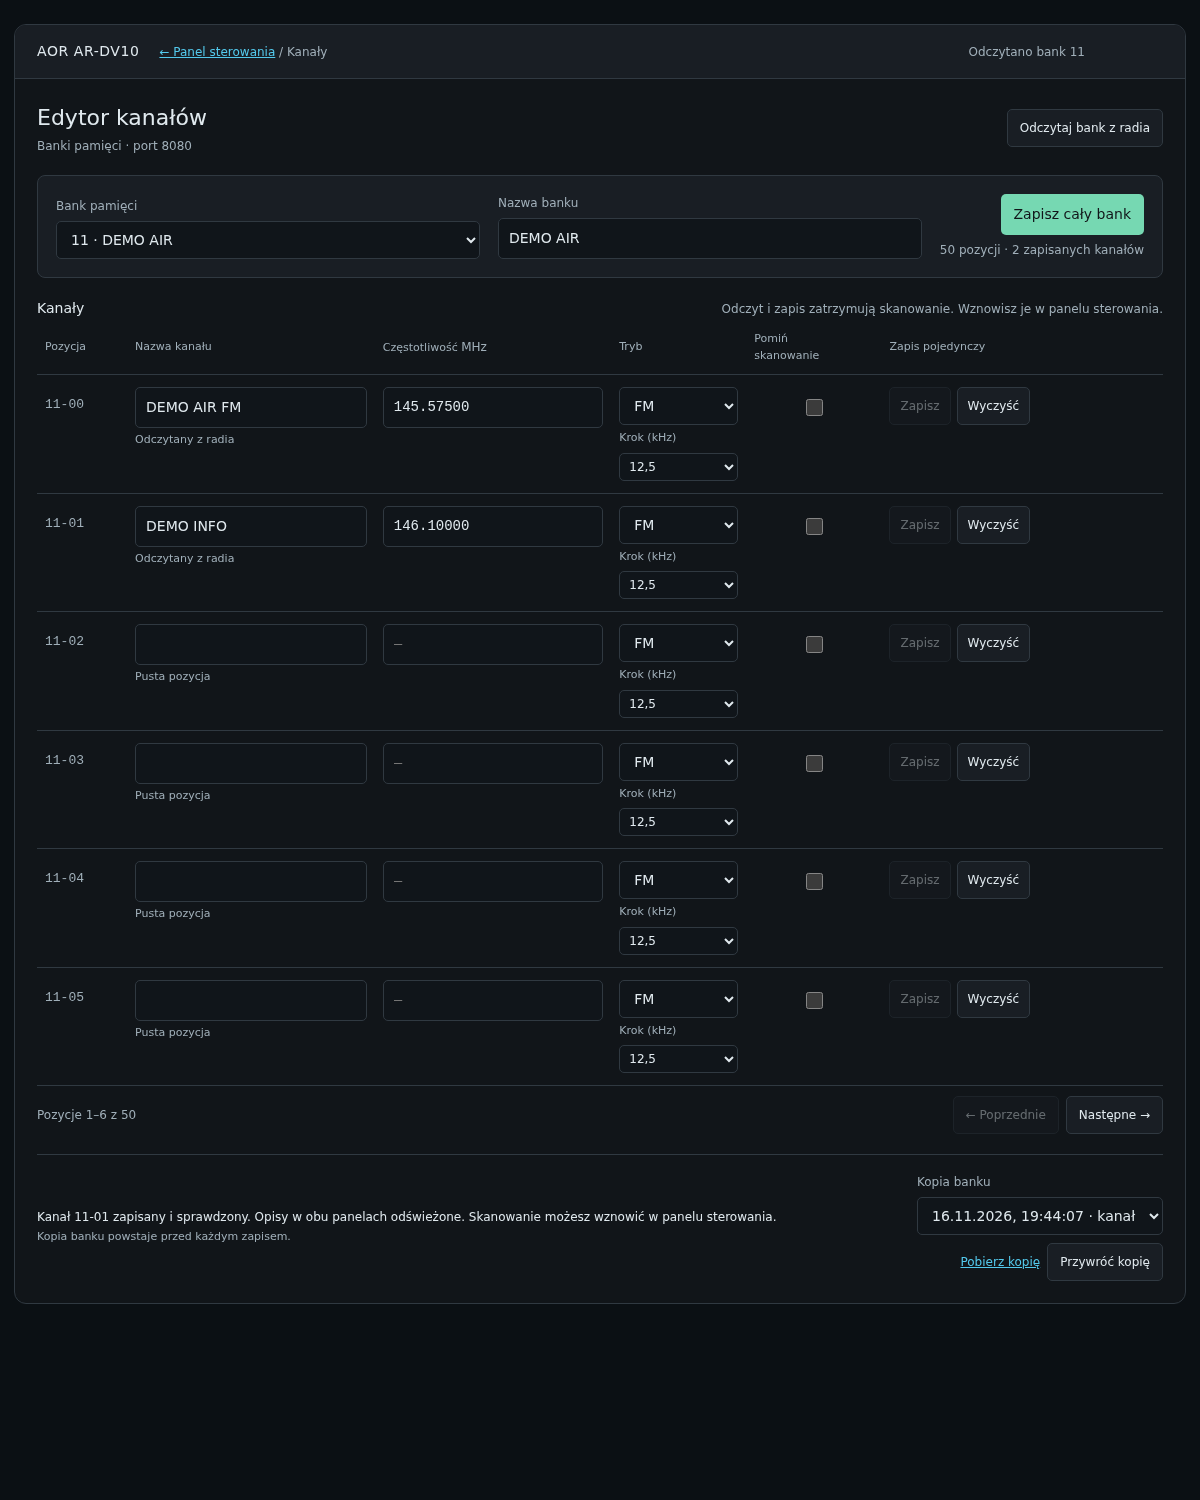 AOR AR-DV10 ← Panel sterowania / Kanały Odczytano bank 11
Edytor kanałów
Banki pamięci · port 8080
Odczytaj bank z radia
Bank pamięci
11 · DEMO AIR
Nazwa banku
DEMO AIR
Zapisz cały bank
50 pozycji · 2 zapisanych kanałów
Kanały
Odczyt i zapis zatrzymują skanowanie. Wznowisz je w panelu sterowania.
Pozycja Nazwa kanału Częstotliwość MHz Tryb Pomiń skanowanie Zapis pojedynczy
11-00 DEMO AIR FM 145.57500 FM Zapisz Wyczyść
Odczytany z radia Krok (kHz)
12,5
11-01 DEMO INFO 146.10000 FM Zapisz Wyczyść
Odczytany z radia Krok (kHz)
12,5
11-02 — FM Zapisz Wyczyść
Pusta pozycja Krok (kHz)
12,5
11-03 — FM Zapisz Wyczyść
Pusta pozycja Krok (kHz)
12,5
11-04 — FM Zapisz Wyczyść
Pusta pozycja Krok (kHz)
12,5
11-05 — FM Zapisz Wyczyść
Pusta pozycja Krok (kHz)
12,5
Pozycje 1–6 z 50 ← Poprzednie Następne →
Kanał 11-01 zapisany i sprawdzony. Opisy w obu panelach odświeżone. Skanowanie możesz wznowić w panelu sterowania.
Kopia banku powstaje przed każdym zapisem.
Kopia banku
16.11.2026, 19:44:07 · kanał
Pobierz kopię Przywróć kopię